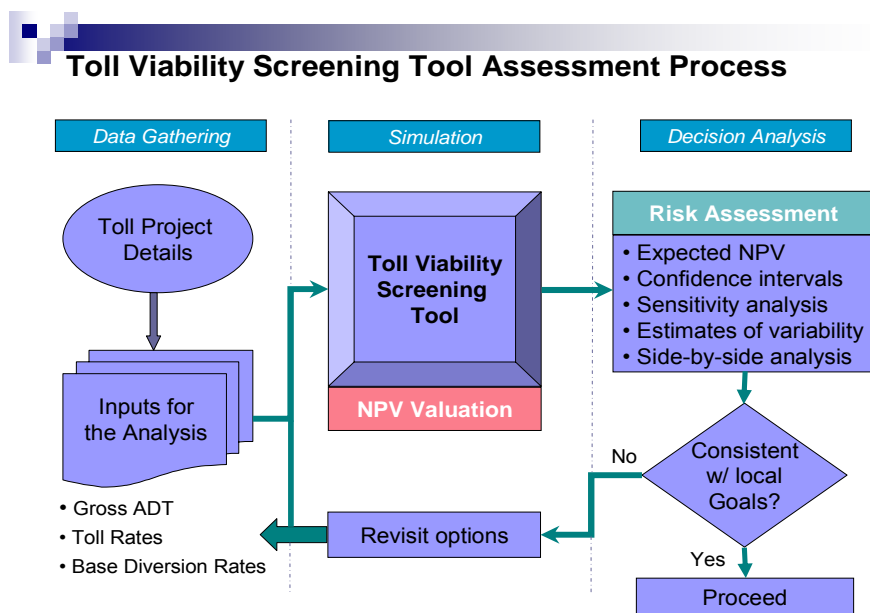 Toll Viability Screening Tool Assessment Process
Data Gathering
Simulation
Decision Analysis
Toll Project
Details
Inputs for
the Analysis
• Gross ADT
• Toll Rates
• Base Diversion Rates
Toll Viability
Screening
Tool
NPV Valuation
Revisit options
Risk Assessment
• Expected NPV
• Confidence intervals
• Sensitivity analysis
• Estimates of variability
• Side-by-side analysis
Consistent
w/ local
Goals?
No
Yes
Proceed